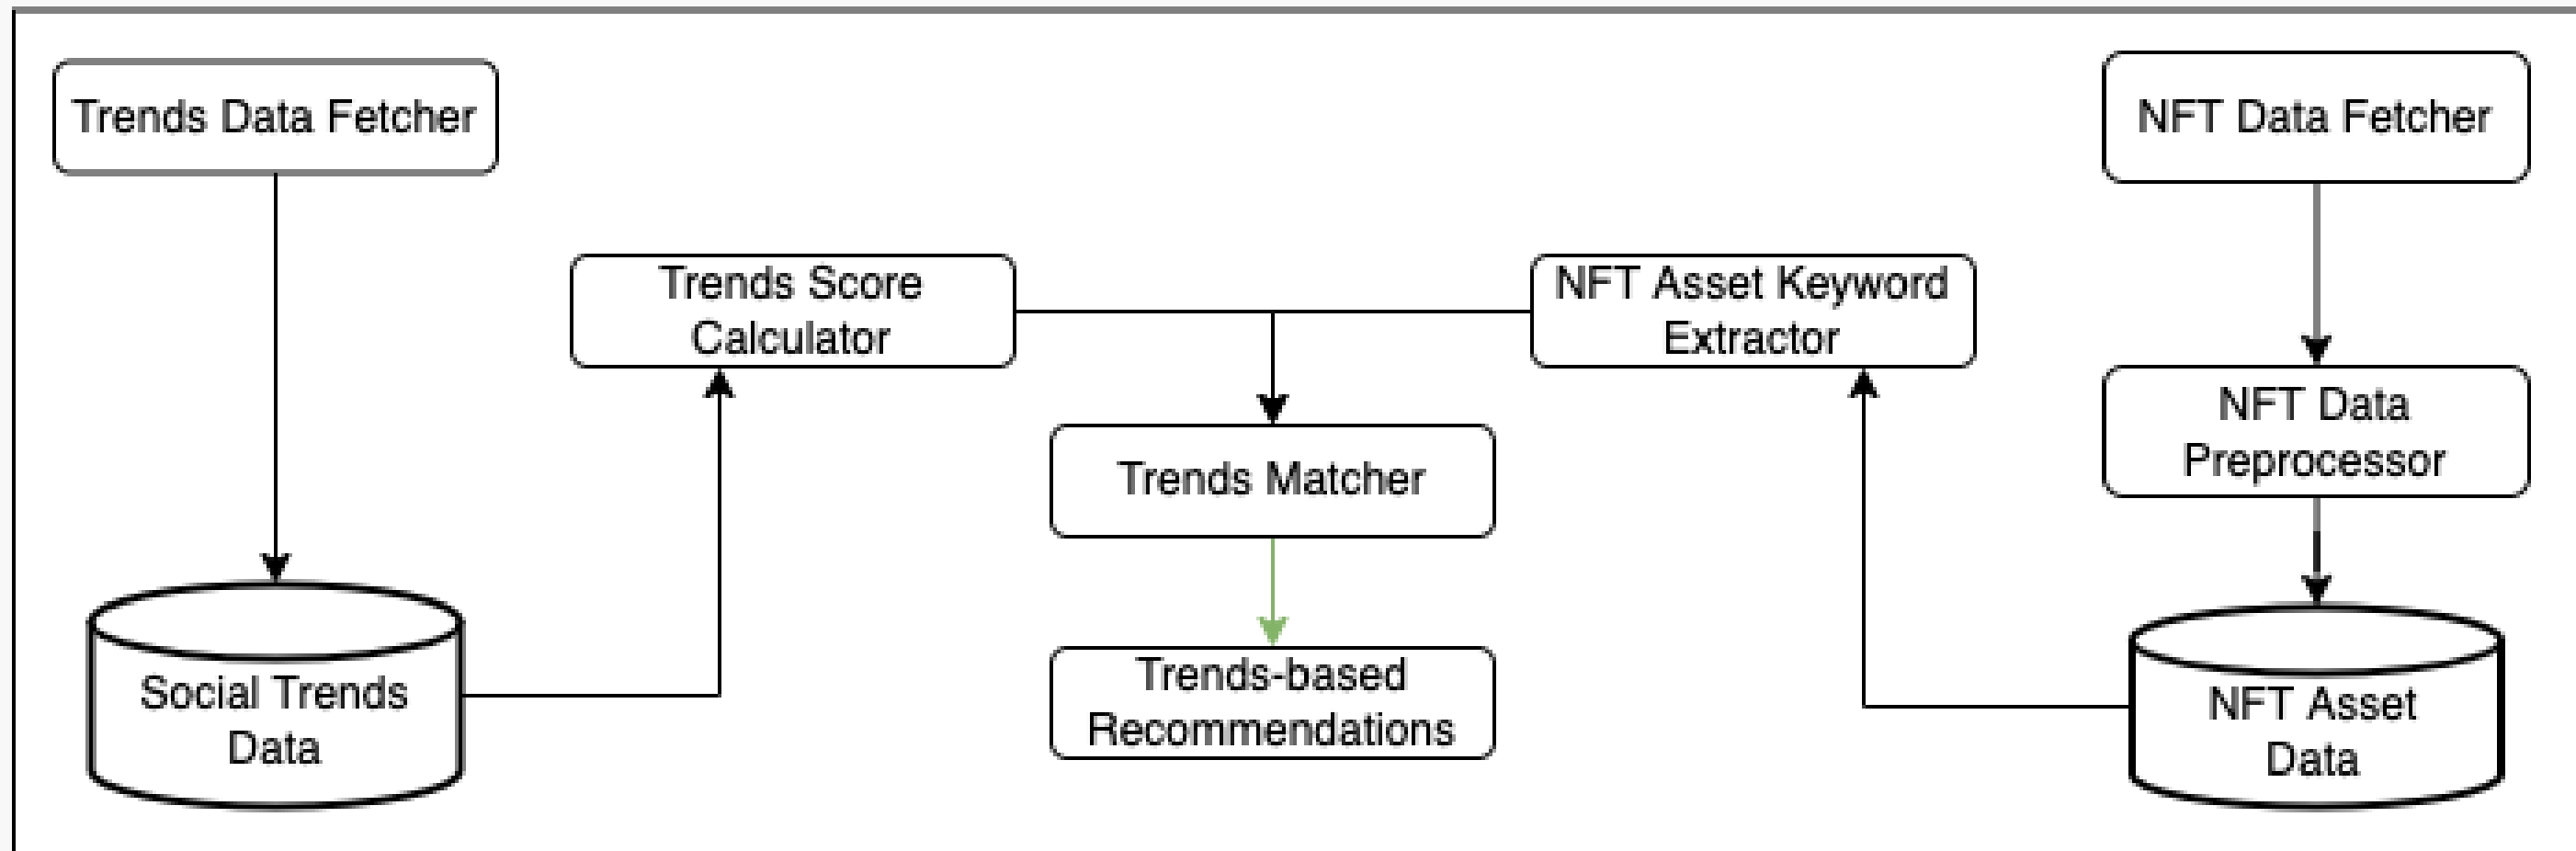 Trends Data Fetcher
NFT Data Fetcher
Trends Score
Calculator
NFT Asset Keyword
Extractor
Trends Matcher
NFT Data
Preprocessor
Social Trends
Data
Trends-based
Recommendations
NFT Asset
Data